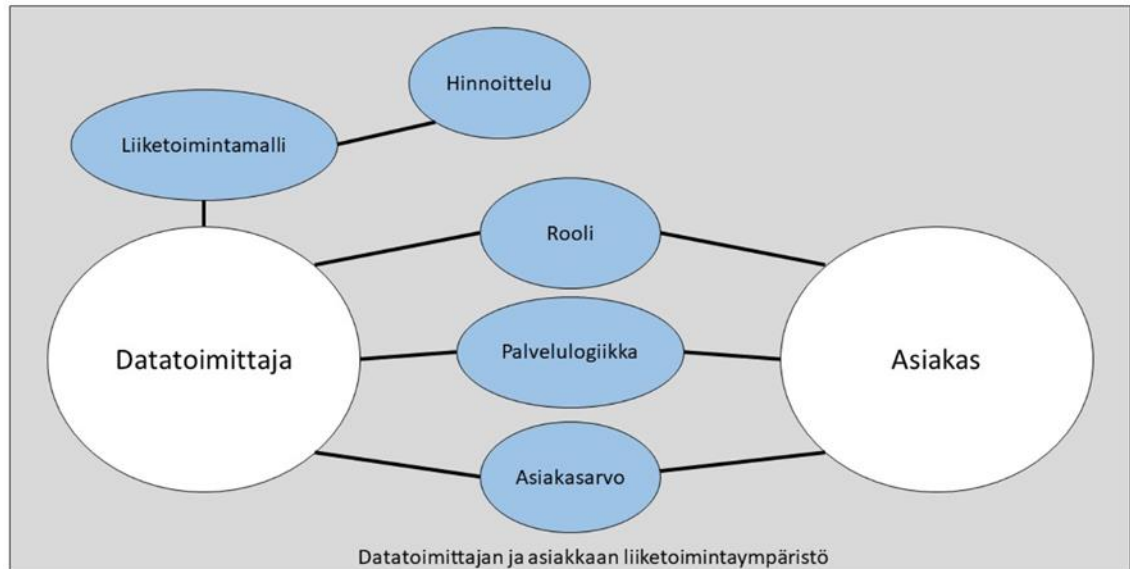 Hinnoittelu
Liiketoimintamalli
Rooli
Datatoimittaja
Palvelulogiikka
Asiakas
Asiakasarvo
Datatoimittajan ja asiakkaan liiketoimintaympäristö